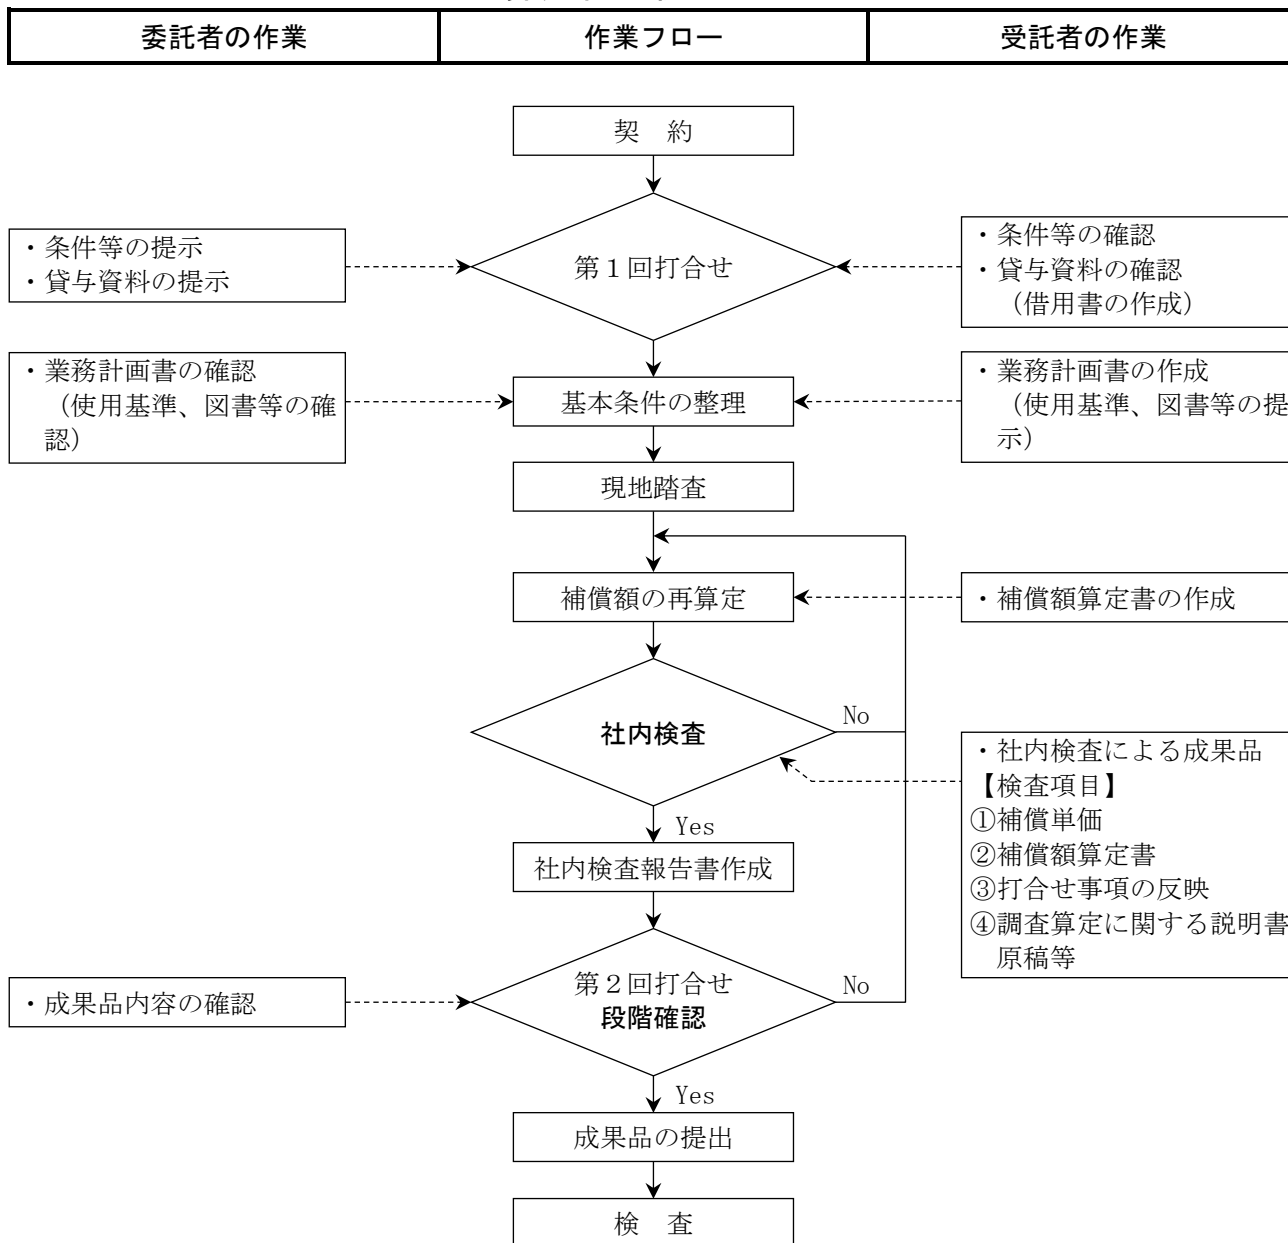 委託者の作業
作業フロー
受託者の作業
契　約
第１回打合せ
・条件等の提示
・貸与資料の提示
・条件等の確認
・貸与資料の確認
（借用書の作成）
・業務計画書の確認
（使用基準、図書等の確
認）
基本条件の整理
・業務計画書の作成
（使用基準、図書等の提
示）
現地踏査
補償額の再算定
・補償額算定書の作成
社内検査
No
・社内検査による成果品
【検査項目】
①補償単価
②補償額算定書
③打合せ事項の反映
④調査算定に関する説明書
原稿等
Yes
社内検査報告書作成
第２回打合せ
段階確認
No
・成果品内容の確認
Yes
成果品の提出
検　査